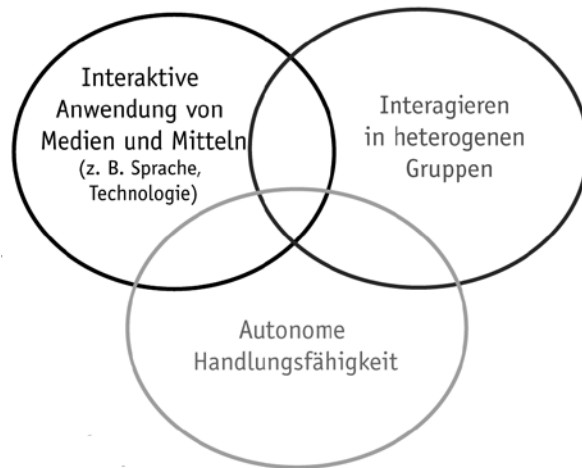 Interaktive
Anwendung von
Medien und Mitteln
(z. B. Sprache,
Technologie)
Interagieren
in heterogenen
Gruppen
Autonome
Handlungsfähigkeit